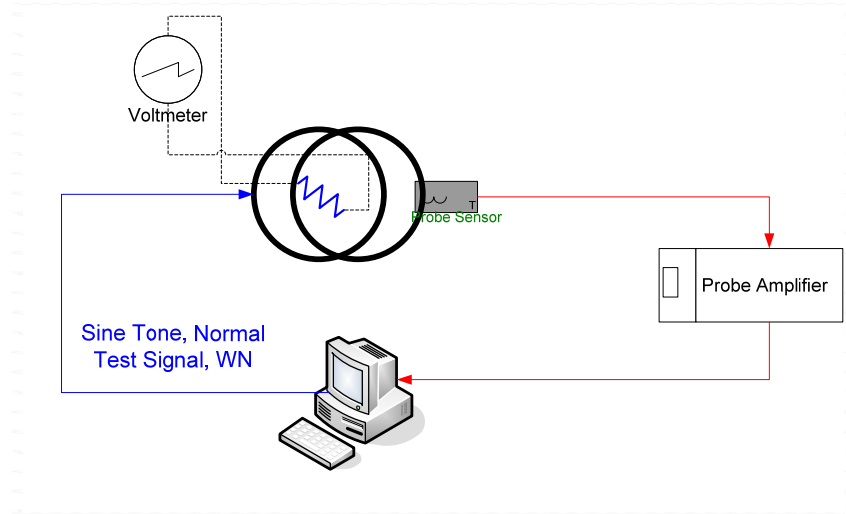 Voltmeter
T
Probe Sensor
Probe Amplifier
Sine Tone, Normal
Test Signal, WN